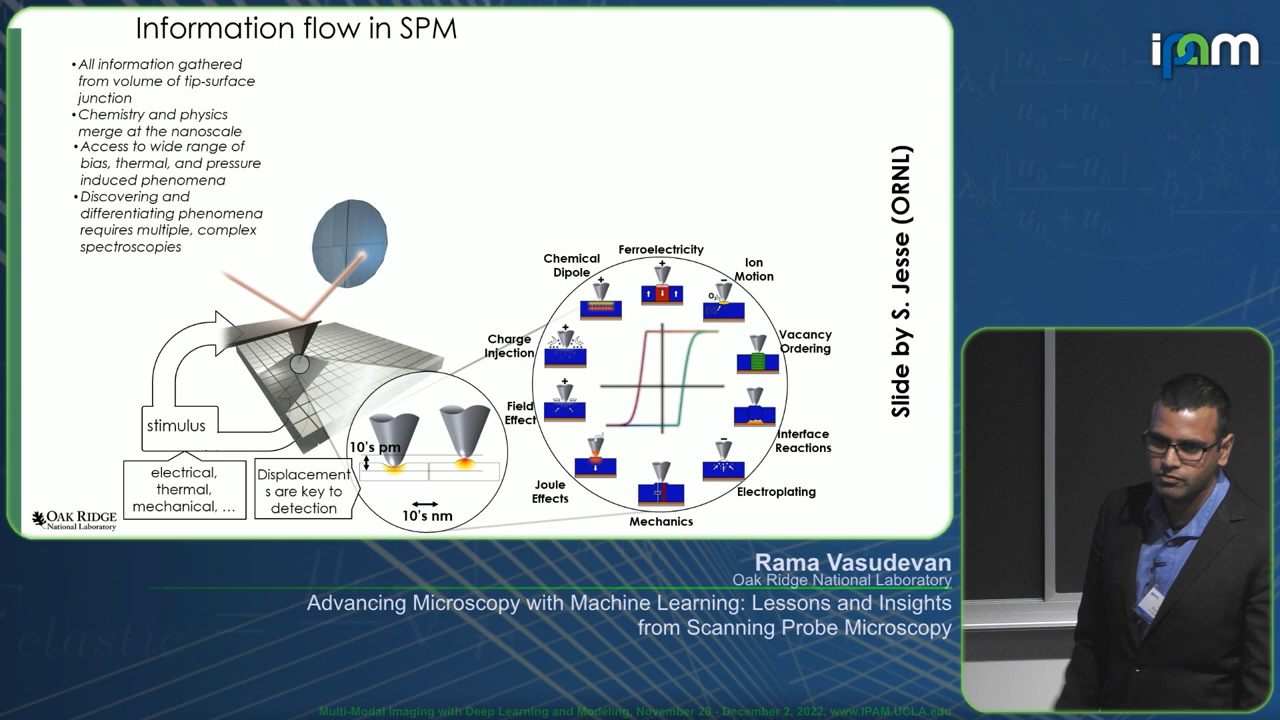 Information flow in SPM
•All information gathered
from volume of tip-surface
junction
•Chemistry and physics
merge at the nanoscale
•Access to wide range of
bias, thermal, and pressure
induced phenomena
•Discovering and
differentiating phenomena
requires multiple, complex
spectroscopies
stimulus
electrical,
thermal,
mechanical, …
Displacement
s are key to
detection
10's pm
10's nm
Ferroelectricity
Chemical
Dipole
Ion
Motion
Charge
Injection
Vacancy
Ordering
Field
Effect
Interface
Reactions
Joule
Effects
Electroplating
Mechanics
Slide by S. Jesse (ORNL)
OAK RIDGE
National Laboratory
ipam
Rama Vasudevan
Oak Ridge National Laboratory
Advancing Microscopy with Machine Learning: Lessons and Insights
from Scanning Probe Microscopy
Multi-Modal Imaging with Deep Learning and Modeling, November 28 - December 2, 2022, www.IPAM.UCLA.edu
elastic